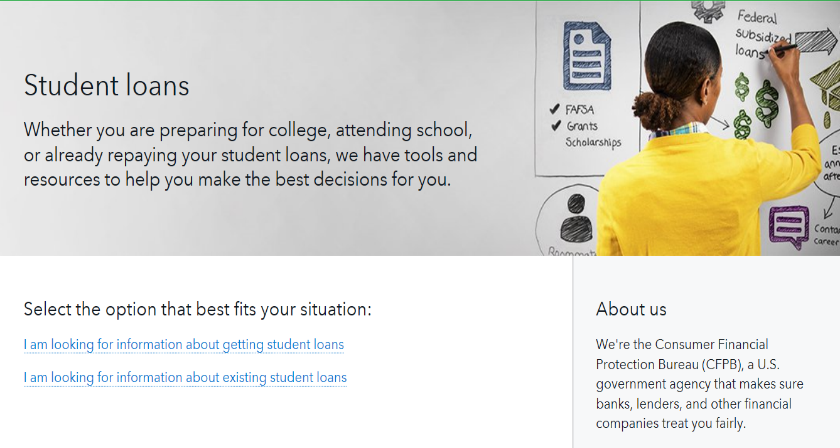 Student loans
Whether you are preparing for college, attending school,
or already repaying your student loans, we have tools and
resources to help you make the best decisions for you.
Federal
subsidized
loans
FAFSA
Grants
Scholarships
Select the option that best fits your situation:
I am looking for information about getting student loans
I am looking for information about existing student loans
About us
We're the Consumer Financial
Protection Bureau (CFPB), a U.S.
government agency that makes sure
banks, lenders, and other financial
companies treat you fairly.